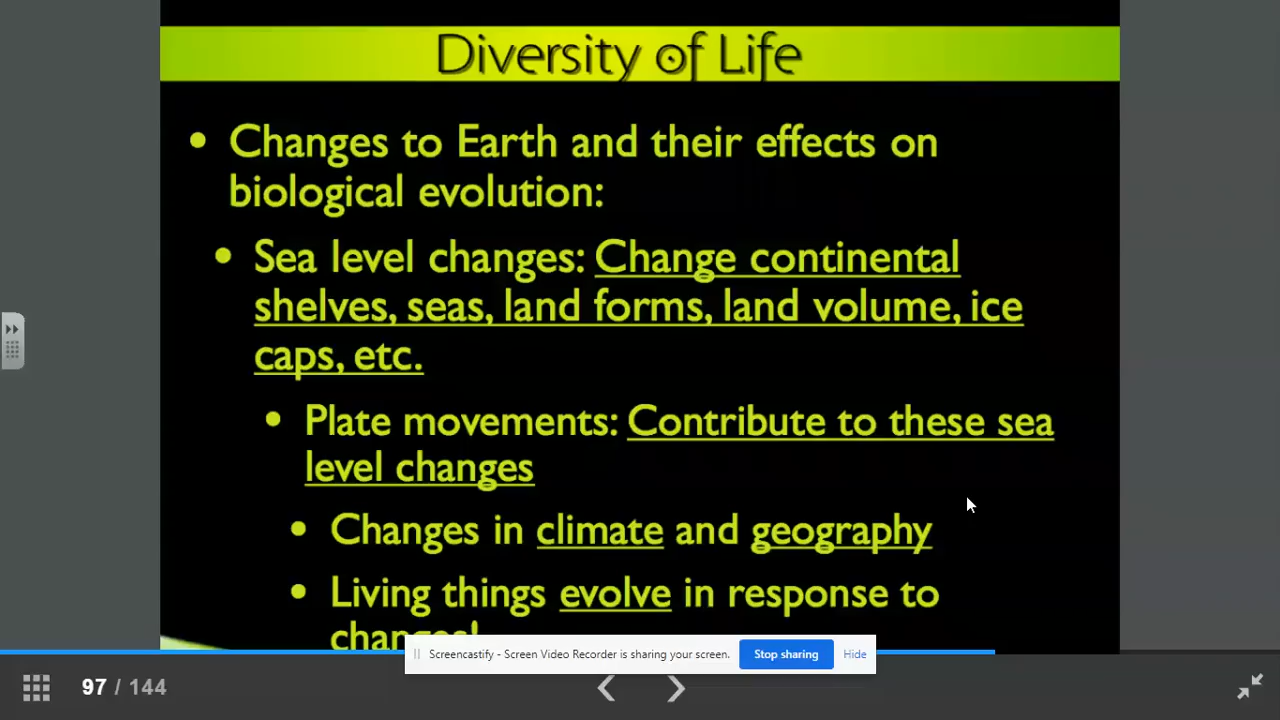 Diversity of Life
• Changes to Earth and their effects on
biological evolution:
• Sea level changes: Change continental
shelves, seas, land forms, land volume, ice
caps, etc.
• Plate movements: Contribute to these sea
level changes
• Changes in climate and geography
• Living things evolve in response to
changes!
Screencastify - Screen Video Recorder is sharing your screen. Stop sharing Hide
97 / 144